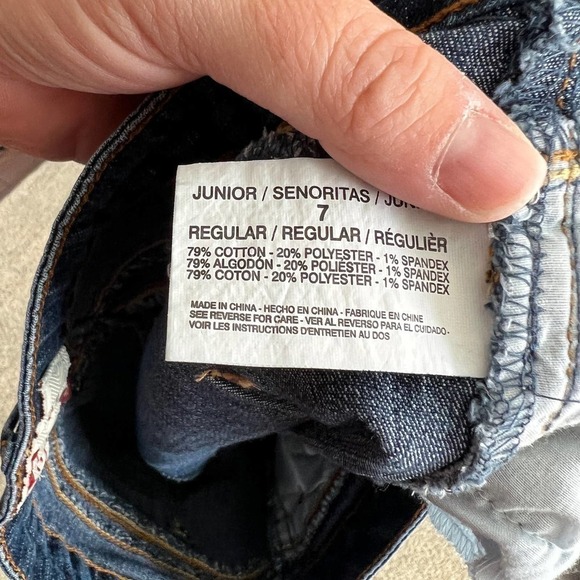 JUNIOR / SENORITAS /
7
REGULAR / REGULAR / RÉGULIÈR
79% COTTON - 20% POLYESTER - 1% SPANDEX
79% ALGODÓN - 20% POLIÉSTER - 1% SPANDEX
79% COTON - 20% POLYESTER - 1% SPANDEX
MADE IN CHINA - HECHO EN CHINA - FABRIQUE EN CHINE
SEE REVERSE FOR CARE - VER AL REVERSO PARA EL CUIDADO -
VOIR LES INSTRUCTIONS D'ENTRETIEN AU DOS